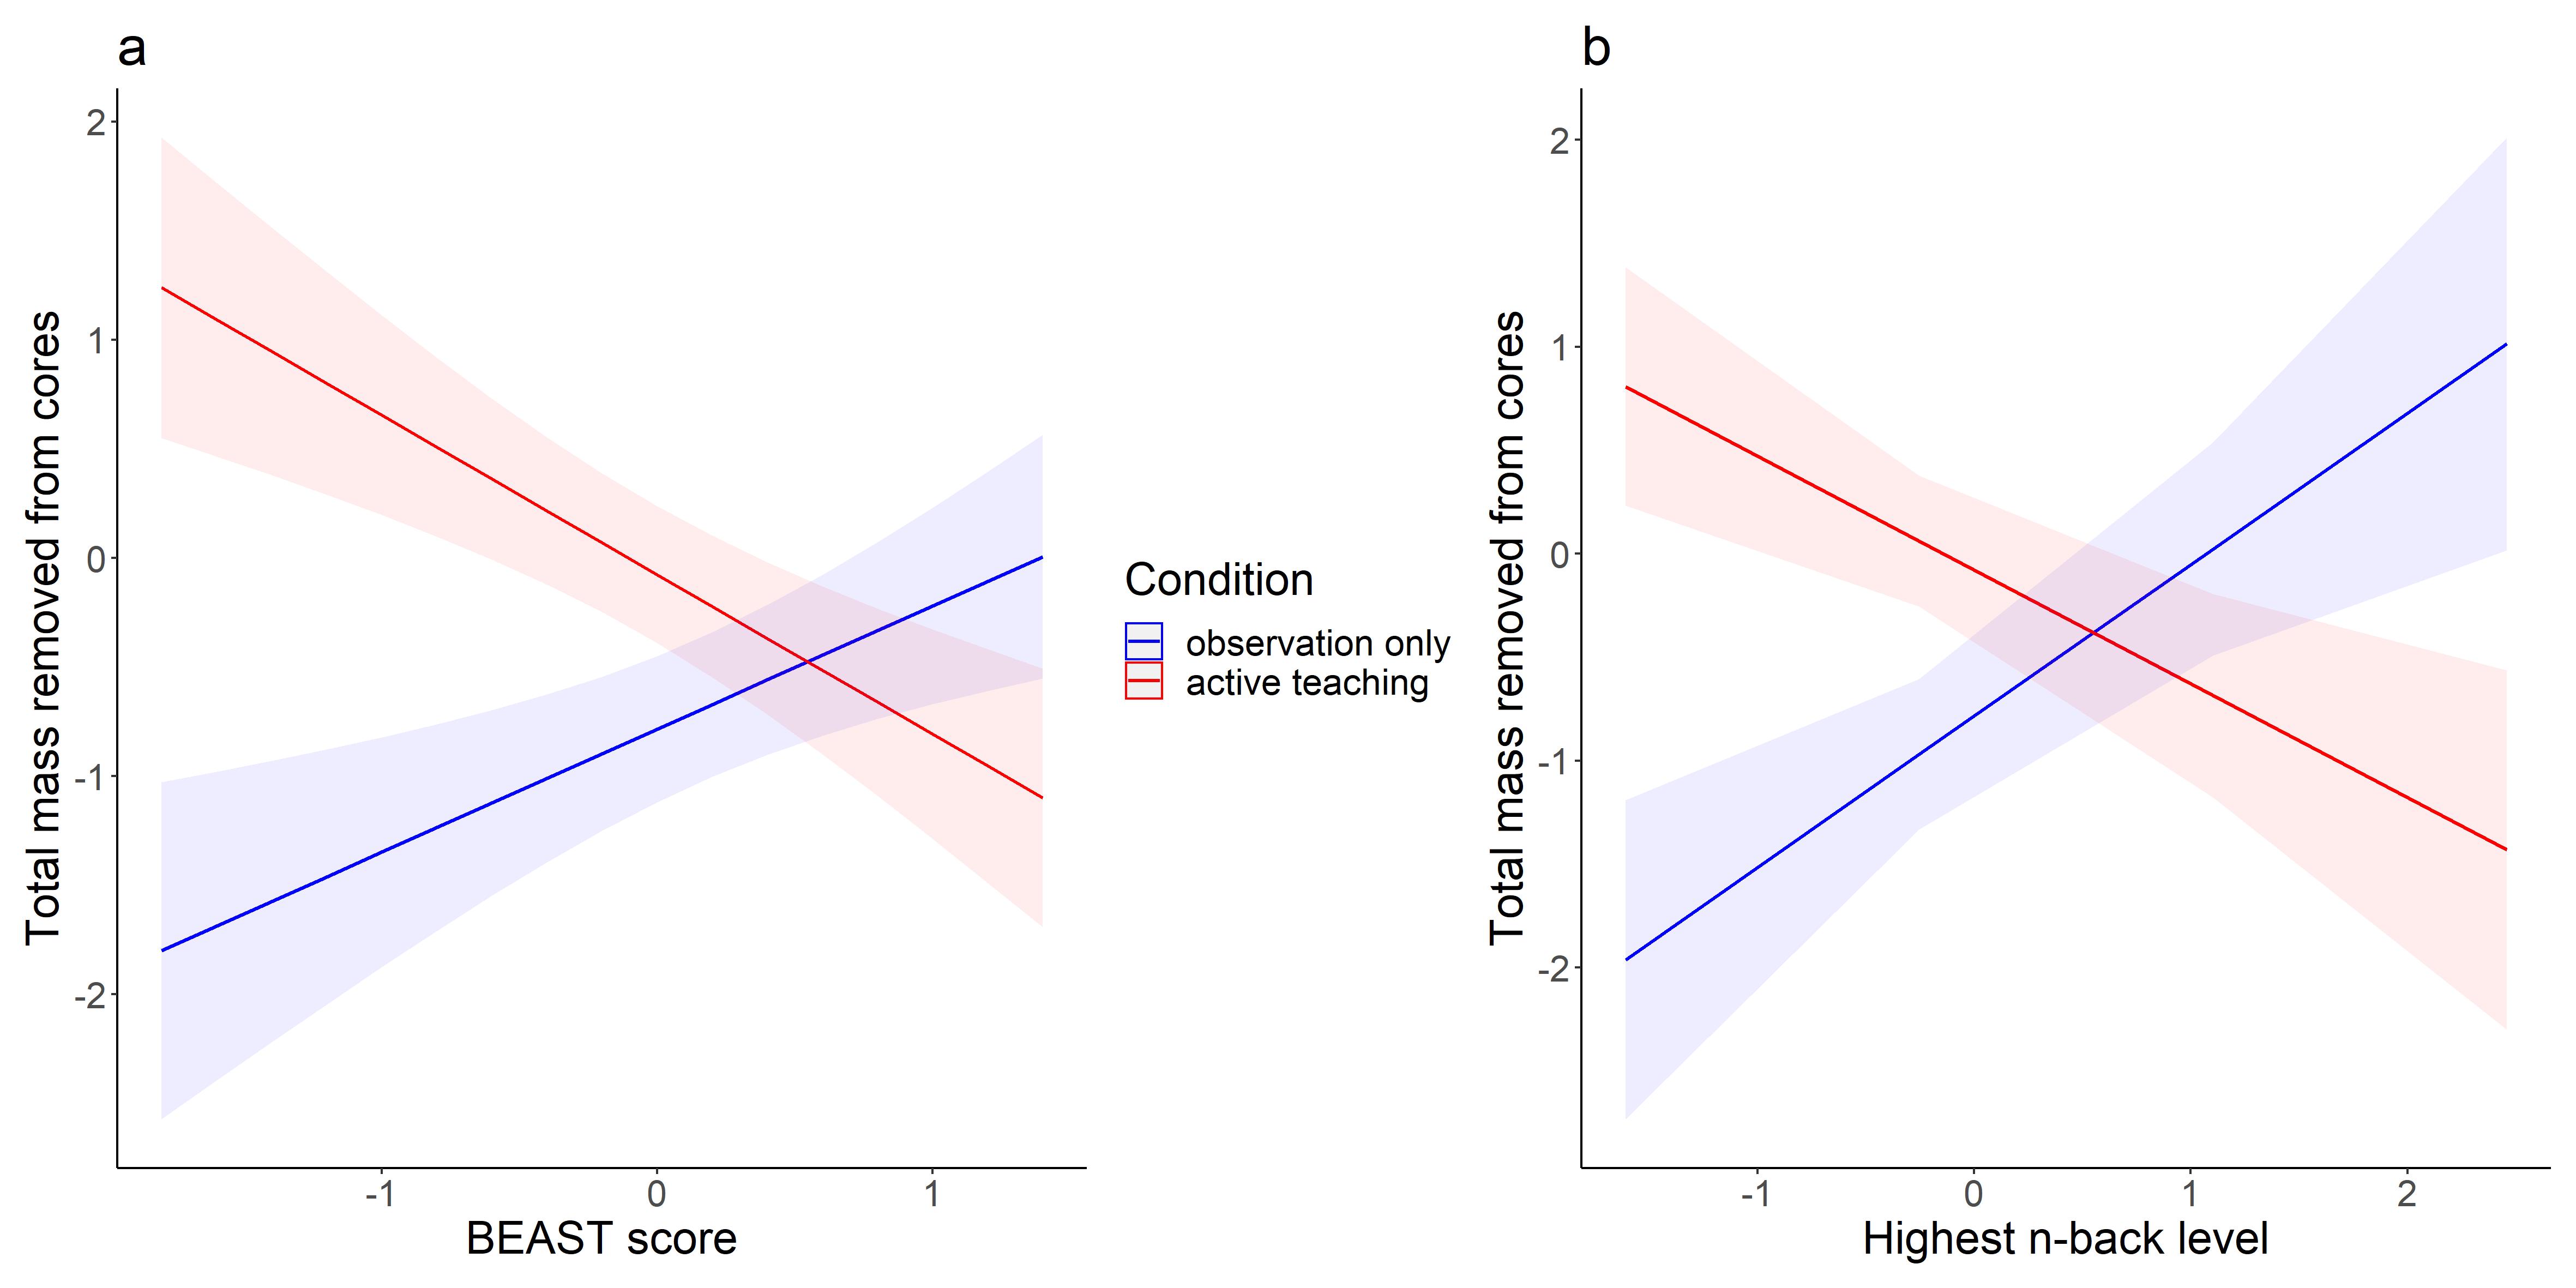 a
Total mass removed from cores
2
1
0
-1
-2
-1
0
1
BEAST score
Condition
observation only
active teaching
b
Total mass removed from cores
2
1
0
-1
-2
-1
0
1
2
Highest n-back level